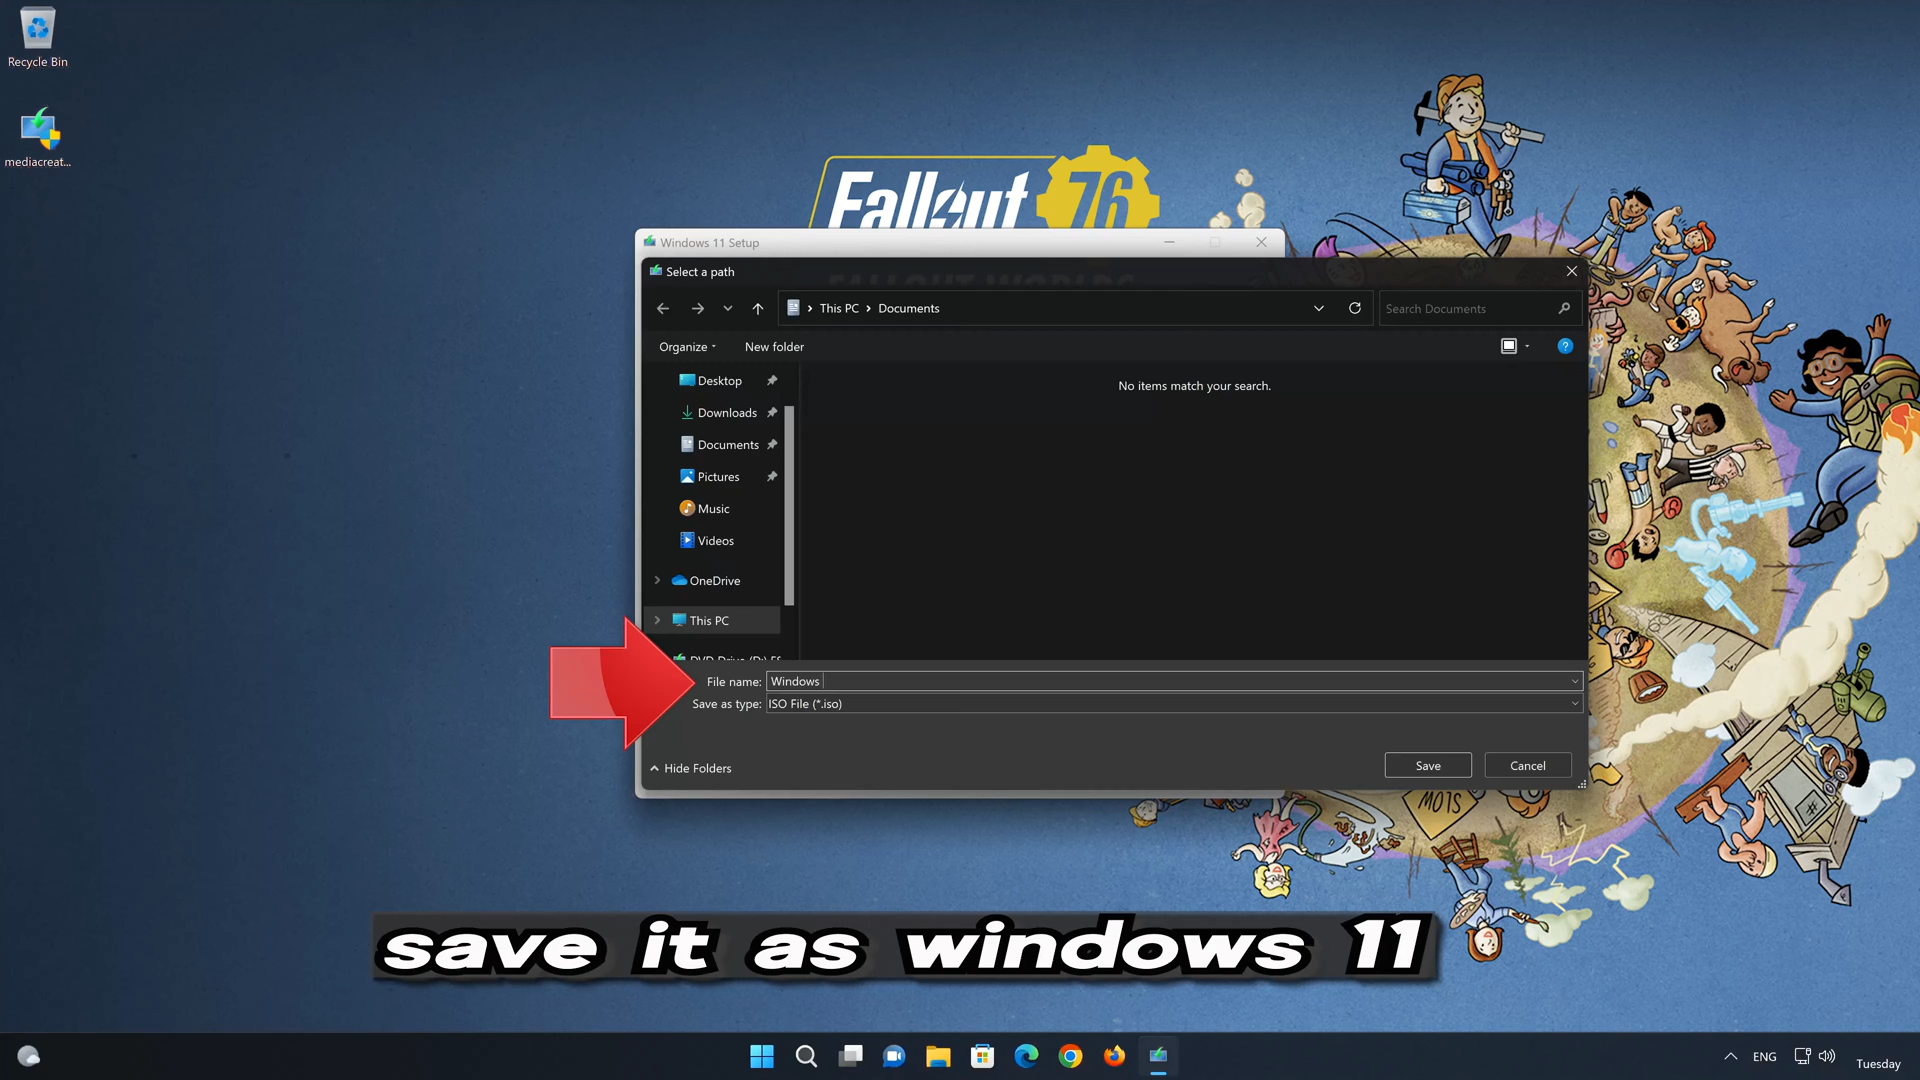 Recycle Bin
mediacreat...
Fallout 76
Windows 11 Setup
Select a path
This PC
Documents
Search Documents
Organize
New folder
?
Desktop
Downloads
Documents
Pictures
Music
Videos
OneDrive
This PC
No items match your search.
File name: Windows
Save as type: ISO File (*.iso)
Hide Folders
Save
Cancel
SLOW
save it as windows 11
ENG
Tuesday